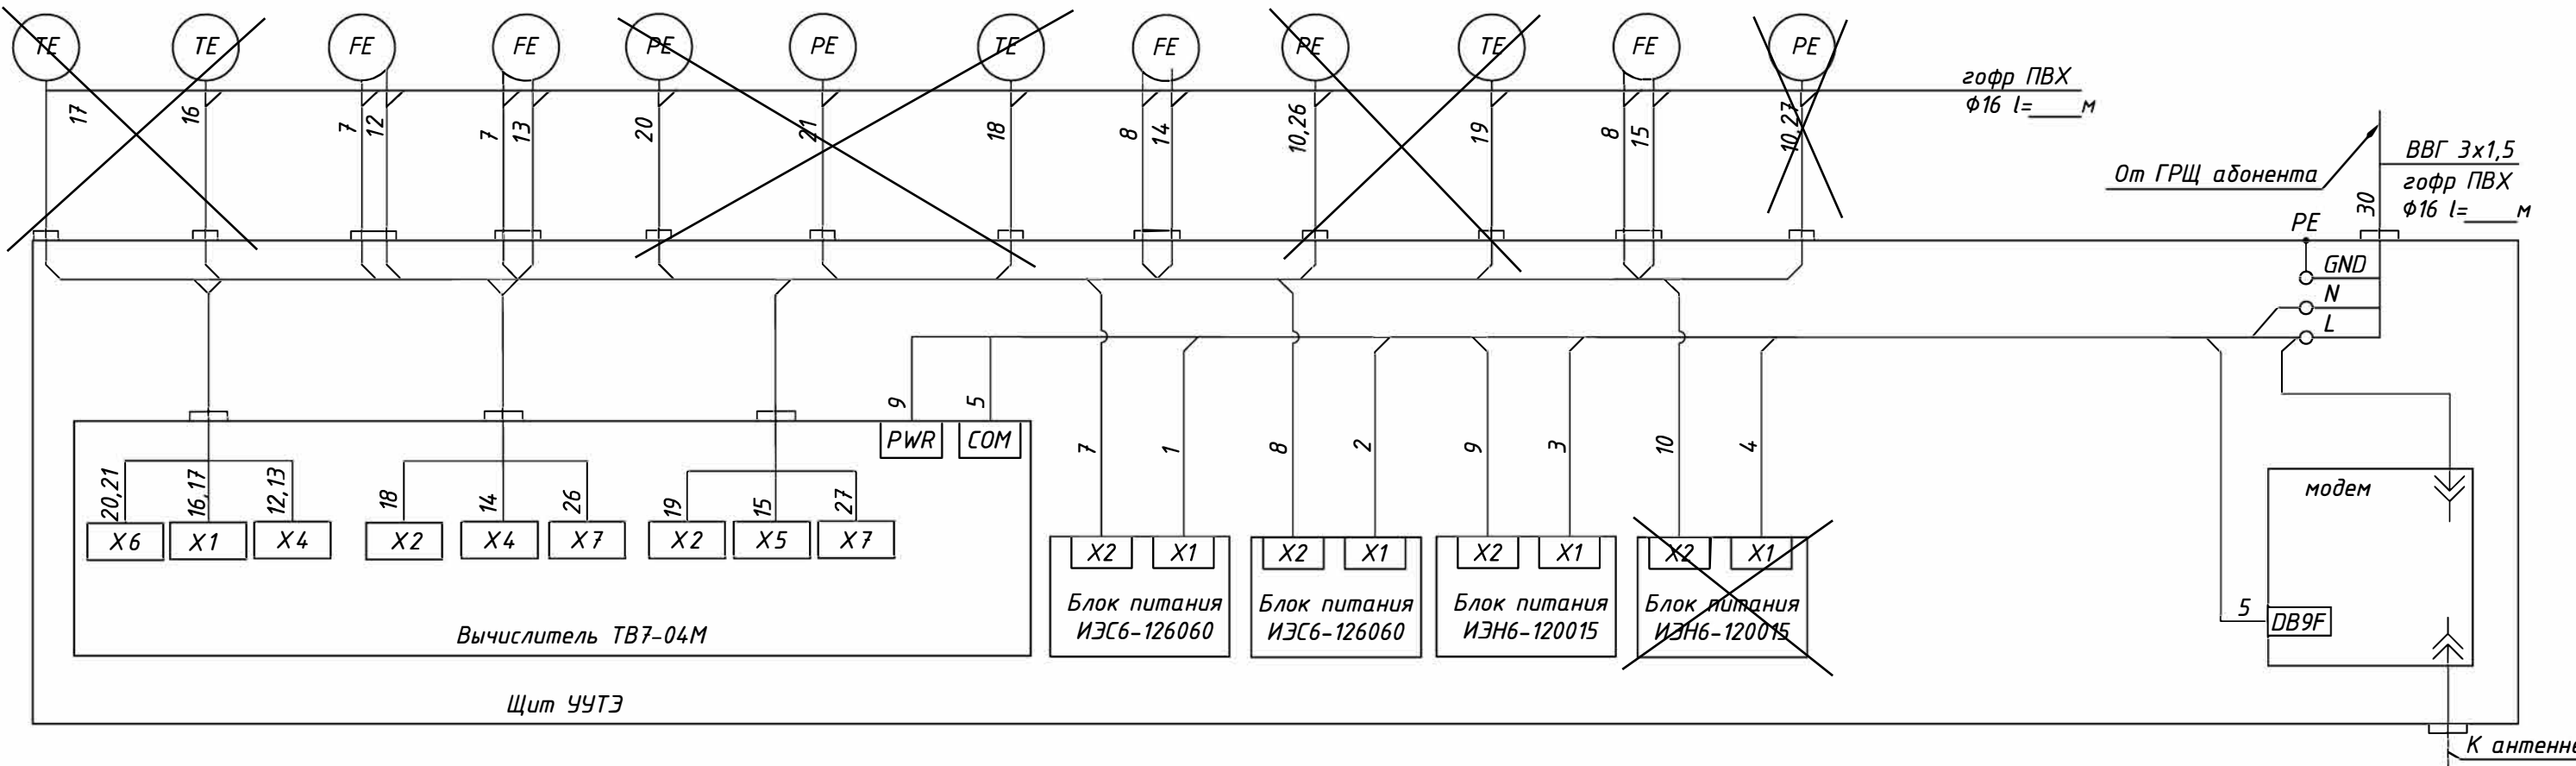 TE TE FE FE PE PE TE FE PE TE FE PE
гофр ПВХ
Ф16 l=____м
17 16 7 12 7 13 20 21 18 8 14 10,26 19 8 15 10,27
От ГРЩ абонента
ВВГ 3х1,5
гофр ПВХ
Ф16 l=____м
30
PE
GND
N
L
9 5
PWR COM
7 1 8 2 9 3 10 4
20,21 16,17 12,13 18 14 26 19 15 27
X6 X1 X4 X2 X4 X7 X2 X5 X7
Вычислитель ТВ7-04М
X2 X1
Блок питания
ИЭС6-126060
X2 X1
Блок питания
ИЭС6-126060
X2 X1
Блок питания
ИЭН6-120015
X2 X1
Блок питания
ИЭН6-120015
модем
5
DB9F
Щит УУТЭ
К антенне